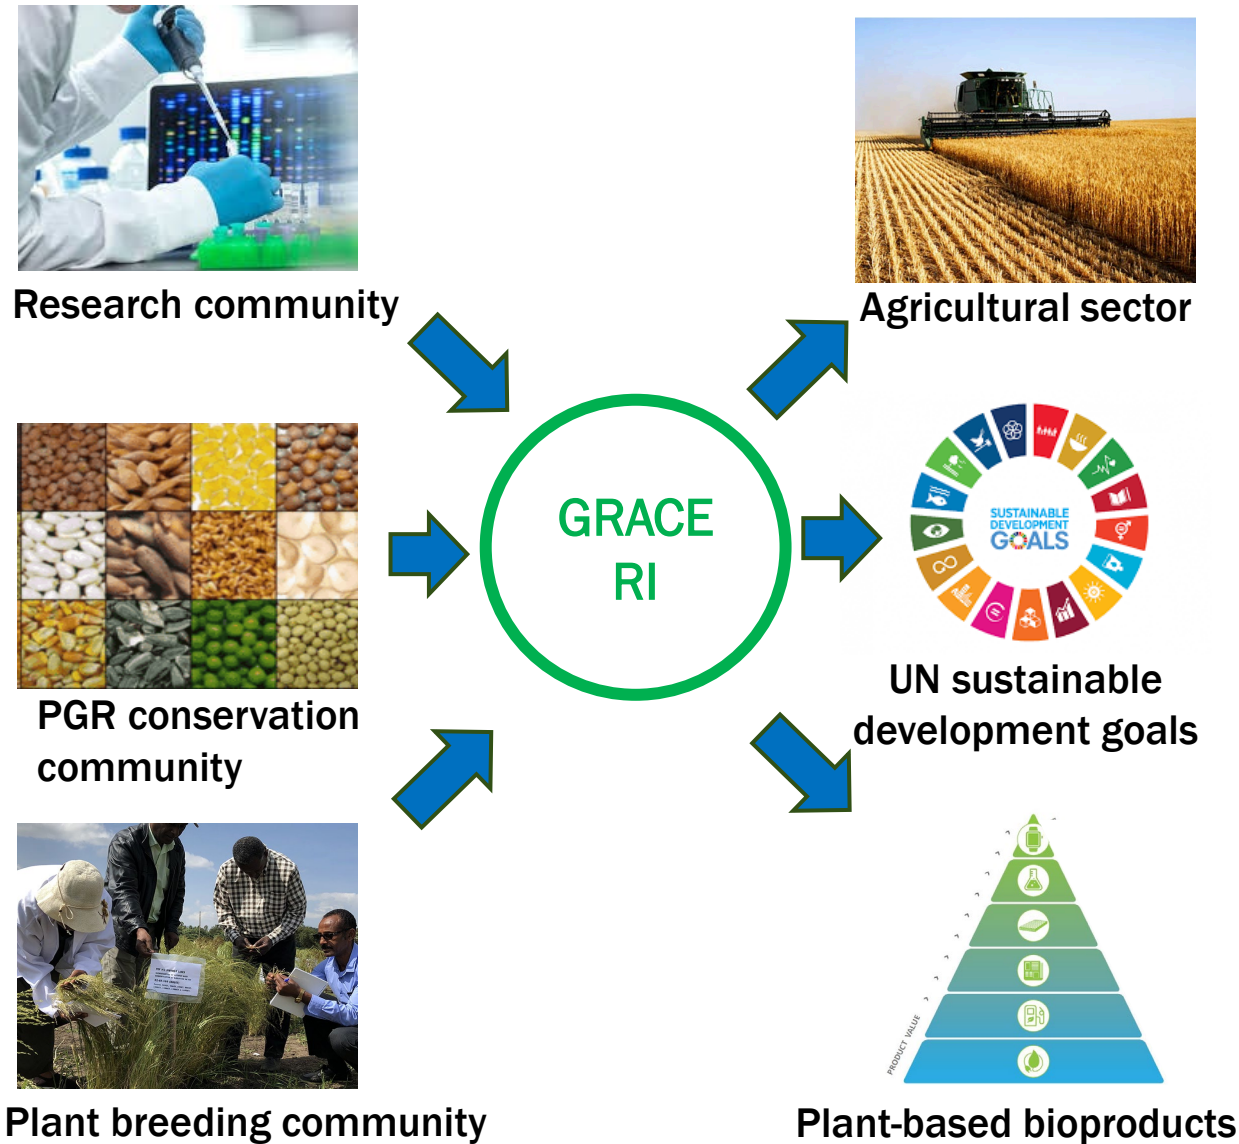 Research community
Agricultural sector
GRACE
RI
SUSTAINABLE
DEVELOPMENT
GOALS
PGR conservation
community
UN sustainable
development goals
PRODUCT VALUE
Plant breeding community
Plant-based bioproducts